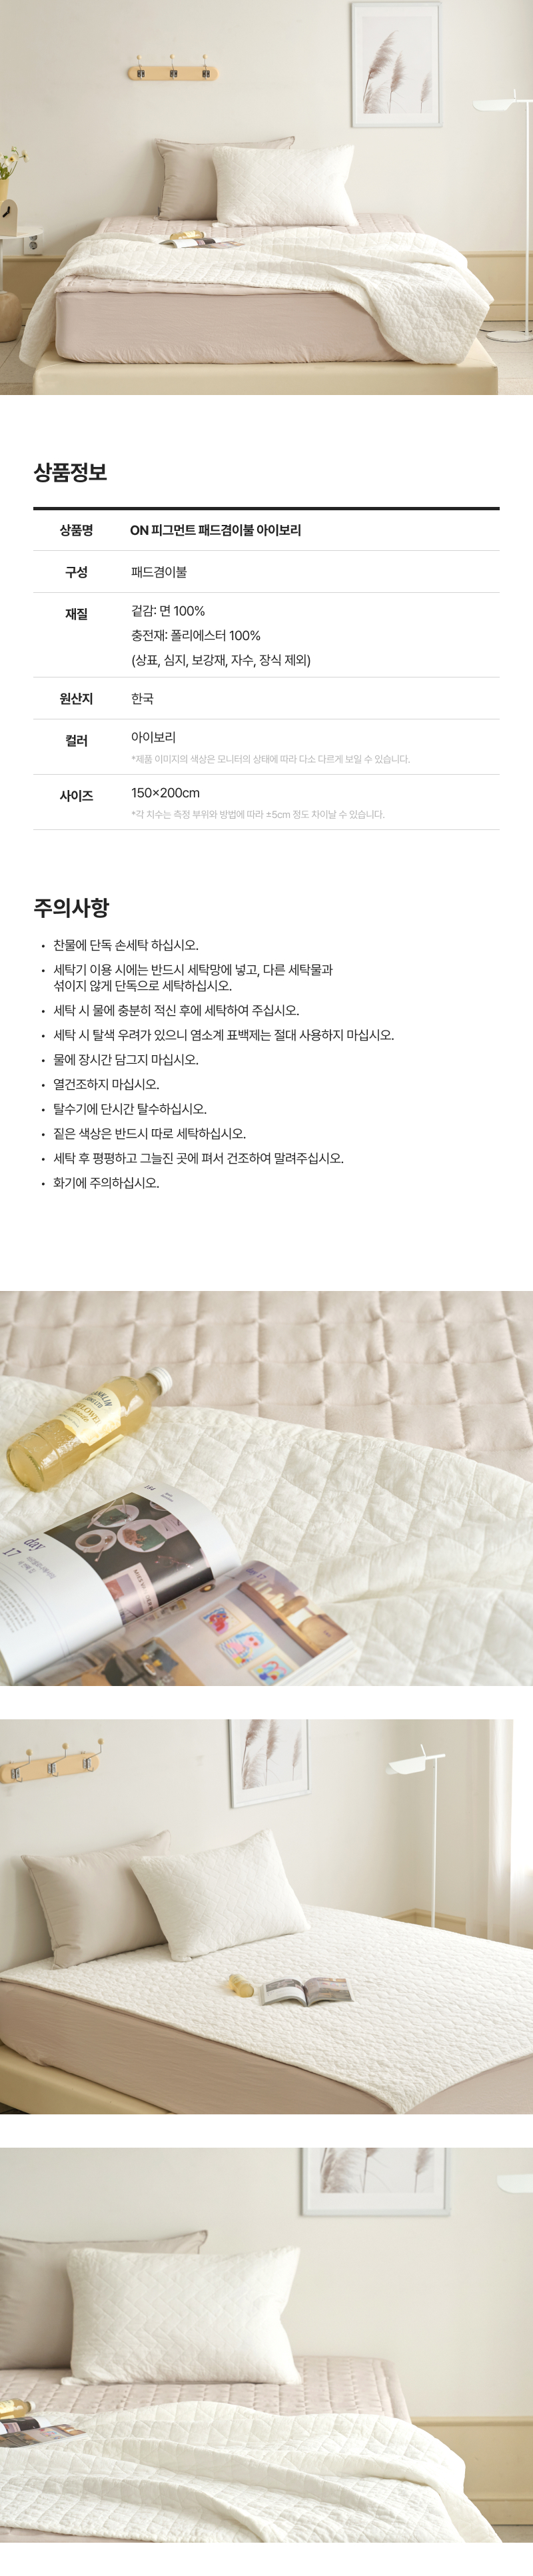 상품정보
상품명 ON 피그먼트 패드겸이불 아이보리
구성 패드겸이불
재질 겉감: 면 100%
충전재: 폴리에스터 100%
(상표, 심지, 보강재, 자수, 장식 제외)
원산지 한국
컬러 아이보리
*제품 이미지의 색상은 모니터의 상태에 따라 다소 다르게 보일 수 있습니다.
사이즈 150×200cm
*각 치수는 측정 부위와 방법에 따라 ±5cm 정도 차이날 수 있습니다.
주의사항
• 찬물에 단독 손세탁 하십시오.
• 세탁기 이용 시에는 반드시 세탁망에 넣고, 다른 세탁물과
섞이지 않게 단독으로 세탁하십시오.
• 세탁 시 물에 충분히 적신 후에 세탁하여 주십시오.
• 세탁 시 탈색 우려가 있으니 염소계 표백제는 절대 사용하지 마십시오.
• 물에 장시간 담그지 마십시오.
• 열건조하지 마십시오.
• 탈수기에 단시간 탈수하십시오.
• 짙은 색상은 반드시 따로 세탁하십시오.
• 세탁 후 평평하고 그늘진 곳에 펴서 건조하여 말려주십시오.
• 화기에 주의하십시오.
day
17